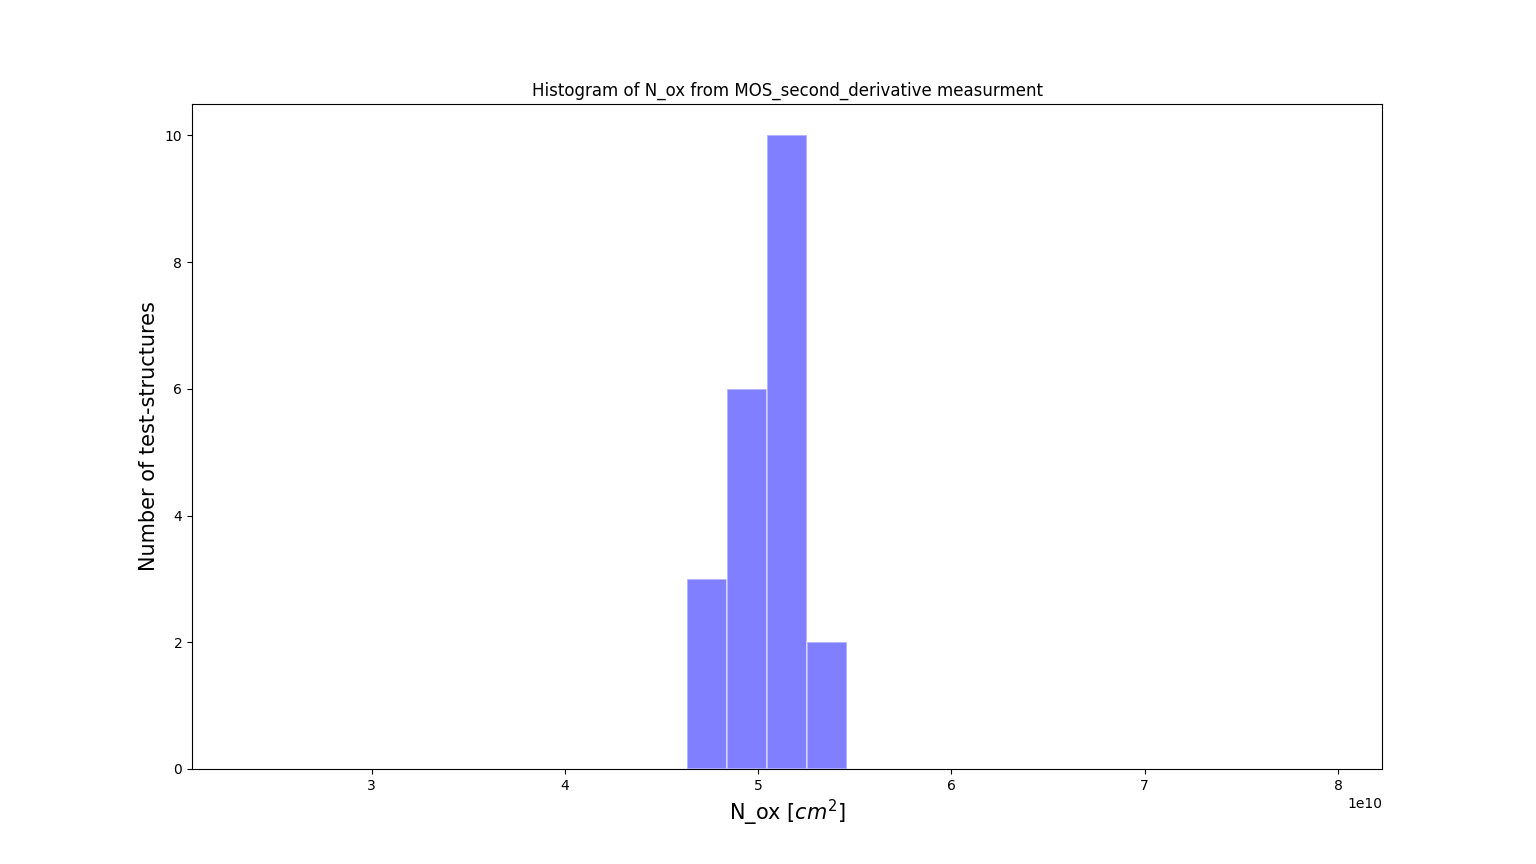 Histogram of N_ox from MOS_second_derivative measurment
10
8
6
4
2
0
Number of test-structures
3 4 5 6 7 8
1e10
N_ox [cm²]